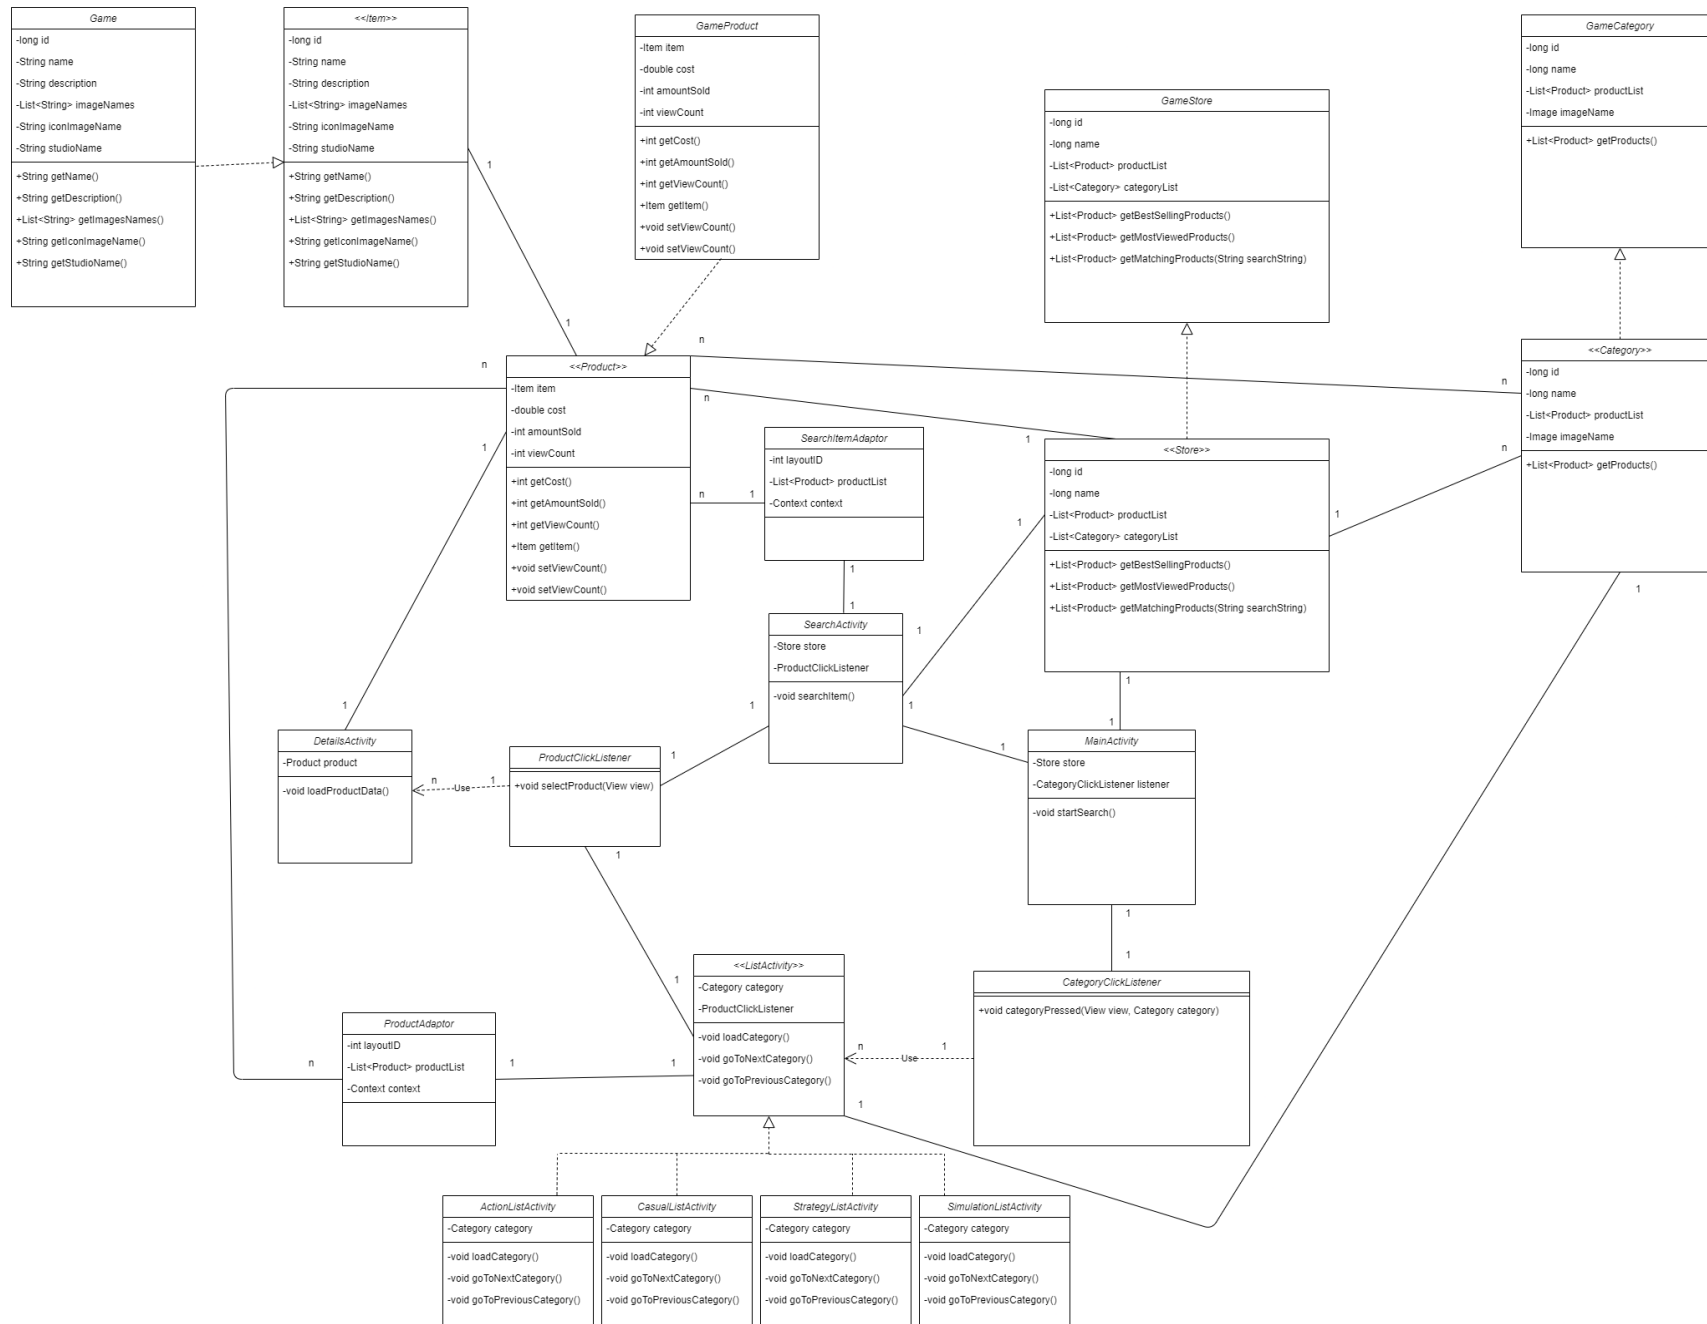 Game
-long id
-String name
-String description
-List<String> imageNames
-String iconImageName
-String studioName
+String getName()
+String getDescription()
+List<String> getImagesNames()
+String getIconImageName()
+String getStudioName()
<<Item>>
-long id
-String name
-String description
-List<String> imageNames
-String iconImageName
-String studioName
+String getName()
+String getDescription()
+List<String> getImagesNames()
+String getIconImageName()
+String getStudioName()
GameProduct
-Item item
-double cost
-int amountSold
-int viewCount
+int getCost()
+int getAmountSold()
+int getViewCount()
+Item getItem()
+void setViewCount()
+void setViewCount()
GameStore
-long id
-long name
-List<Product> productList
-List<Category> categoryList
+List<Product> getBestSellingProducts()
+List<Product> getMostViewedProducts()
+List<Product> getMatchingProducts(String searchString)
GameCategory
-long id
-long name
-List<Product> productList
-Image imageName
+List<Product> getProducts()
1
1
n
n
<<Product>>
-Item item
-double cost
-int amountSold
-int viewCount
+int getCost()
+int getAmountSold()
+int getViewCount()
+Item getItem()
+void setViewCount()
+void setViewCount()
n
n
1
1
n
1
SearchItemAdaptor
-int layoutID
-List<Product> productList
-Context context
<<Store>>
-long id
-long name
-List<Product> productList
-List<Category> categoryList
+List<Product> getBestSellingProducts()
+List<Product> getMostViewedProducts()
+List<Product> getMatchingProducts(String searchString)
<<Category>>
-long id
-long name
-List<Product> productList
-Image imageName
+List<Product> getProducts()
n
1
1
1
1
1
1
SearchActivity
-Store store
-ProductClickListener
-void searchItem()
1
1
1
1
1
1
1
DetailsActivity
-Product product
-void loadProductData()
n
Use
1
ProductClickListener
+void selectProduct(View view)
MainActivity
-Store store
-CategoryClickListener listener
-void startSearch()
1
1
1
1
<<ListActivity>>
-Category category
-ProductClickListener
-void loadCategory()
-void goToNextCategory()
-void goToPreviousCategory()
CategoryClickListener
+void categoryPressed(View view, Category category)
n
Use
1
ProductAdaptor
-int layoutID
-List<Product> productList
-Context context
n
1
1
1
ActionListActivity
-Category category
-void loadCategory()
-void goToNextCategory()
-void goToPreviousCategory()
CasualListActivity
-Category category
-void loadCategory()
-void goToNextCategory()
-void goToPreviousCategory()
StrategyListActivity
-Category category
-void loadCategory()
-void goToNextCategory()
-void goToPreviousCategory()
SimulationListActivity
-Category category
-void loadCategory()
-void goToNextCategory()
-void goToPreviousCategory()